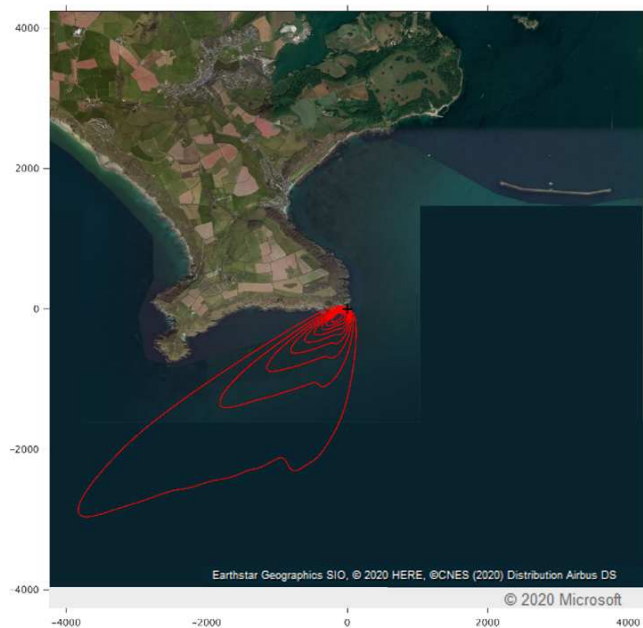 4000
2000
0
-2000
-4000
Earthstar Geographics SIO, © 2020 HERE, ©CNES (2020) Distribution Airbus DS
© 2020 Microsoft
-4000 -2000 0 2000 4000